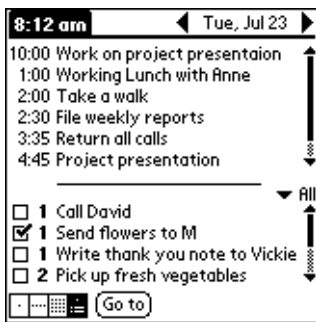 8:12 am Tue, Jul 23
10:00 Work on project presentaion
1:00 Working Lunch with Anne
2:00 Take a walk
2:30 File weekly reports
3:35 Return all calls
4:45 Project presentation
All
1 Call David
1 Send flowers to M
1 Write thank you note to Vickie
2 Pick up fresh vegetables
Go to